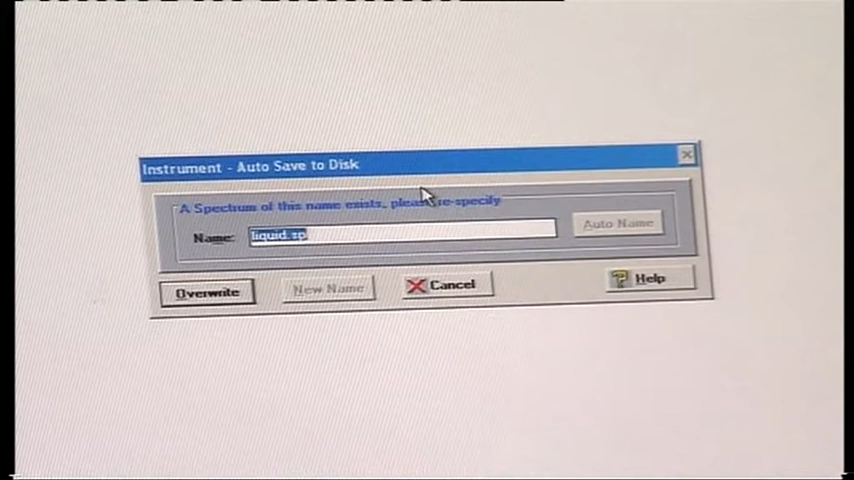 Instrument - Auto Save to Disk
A Spectrum of this name exists, please re-specify
Name: liquid.sp Auto Name
Overwrite New Name Cancel Help